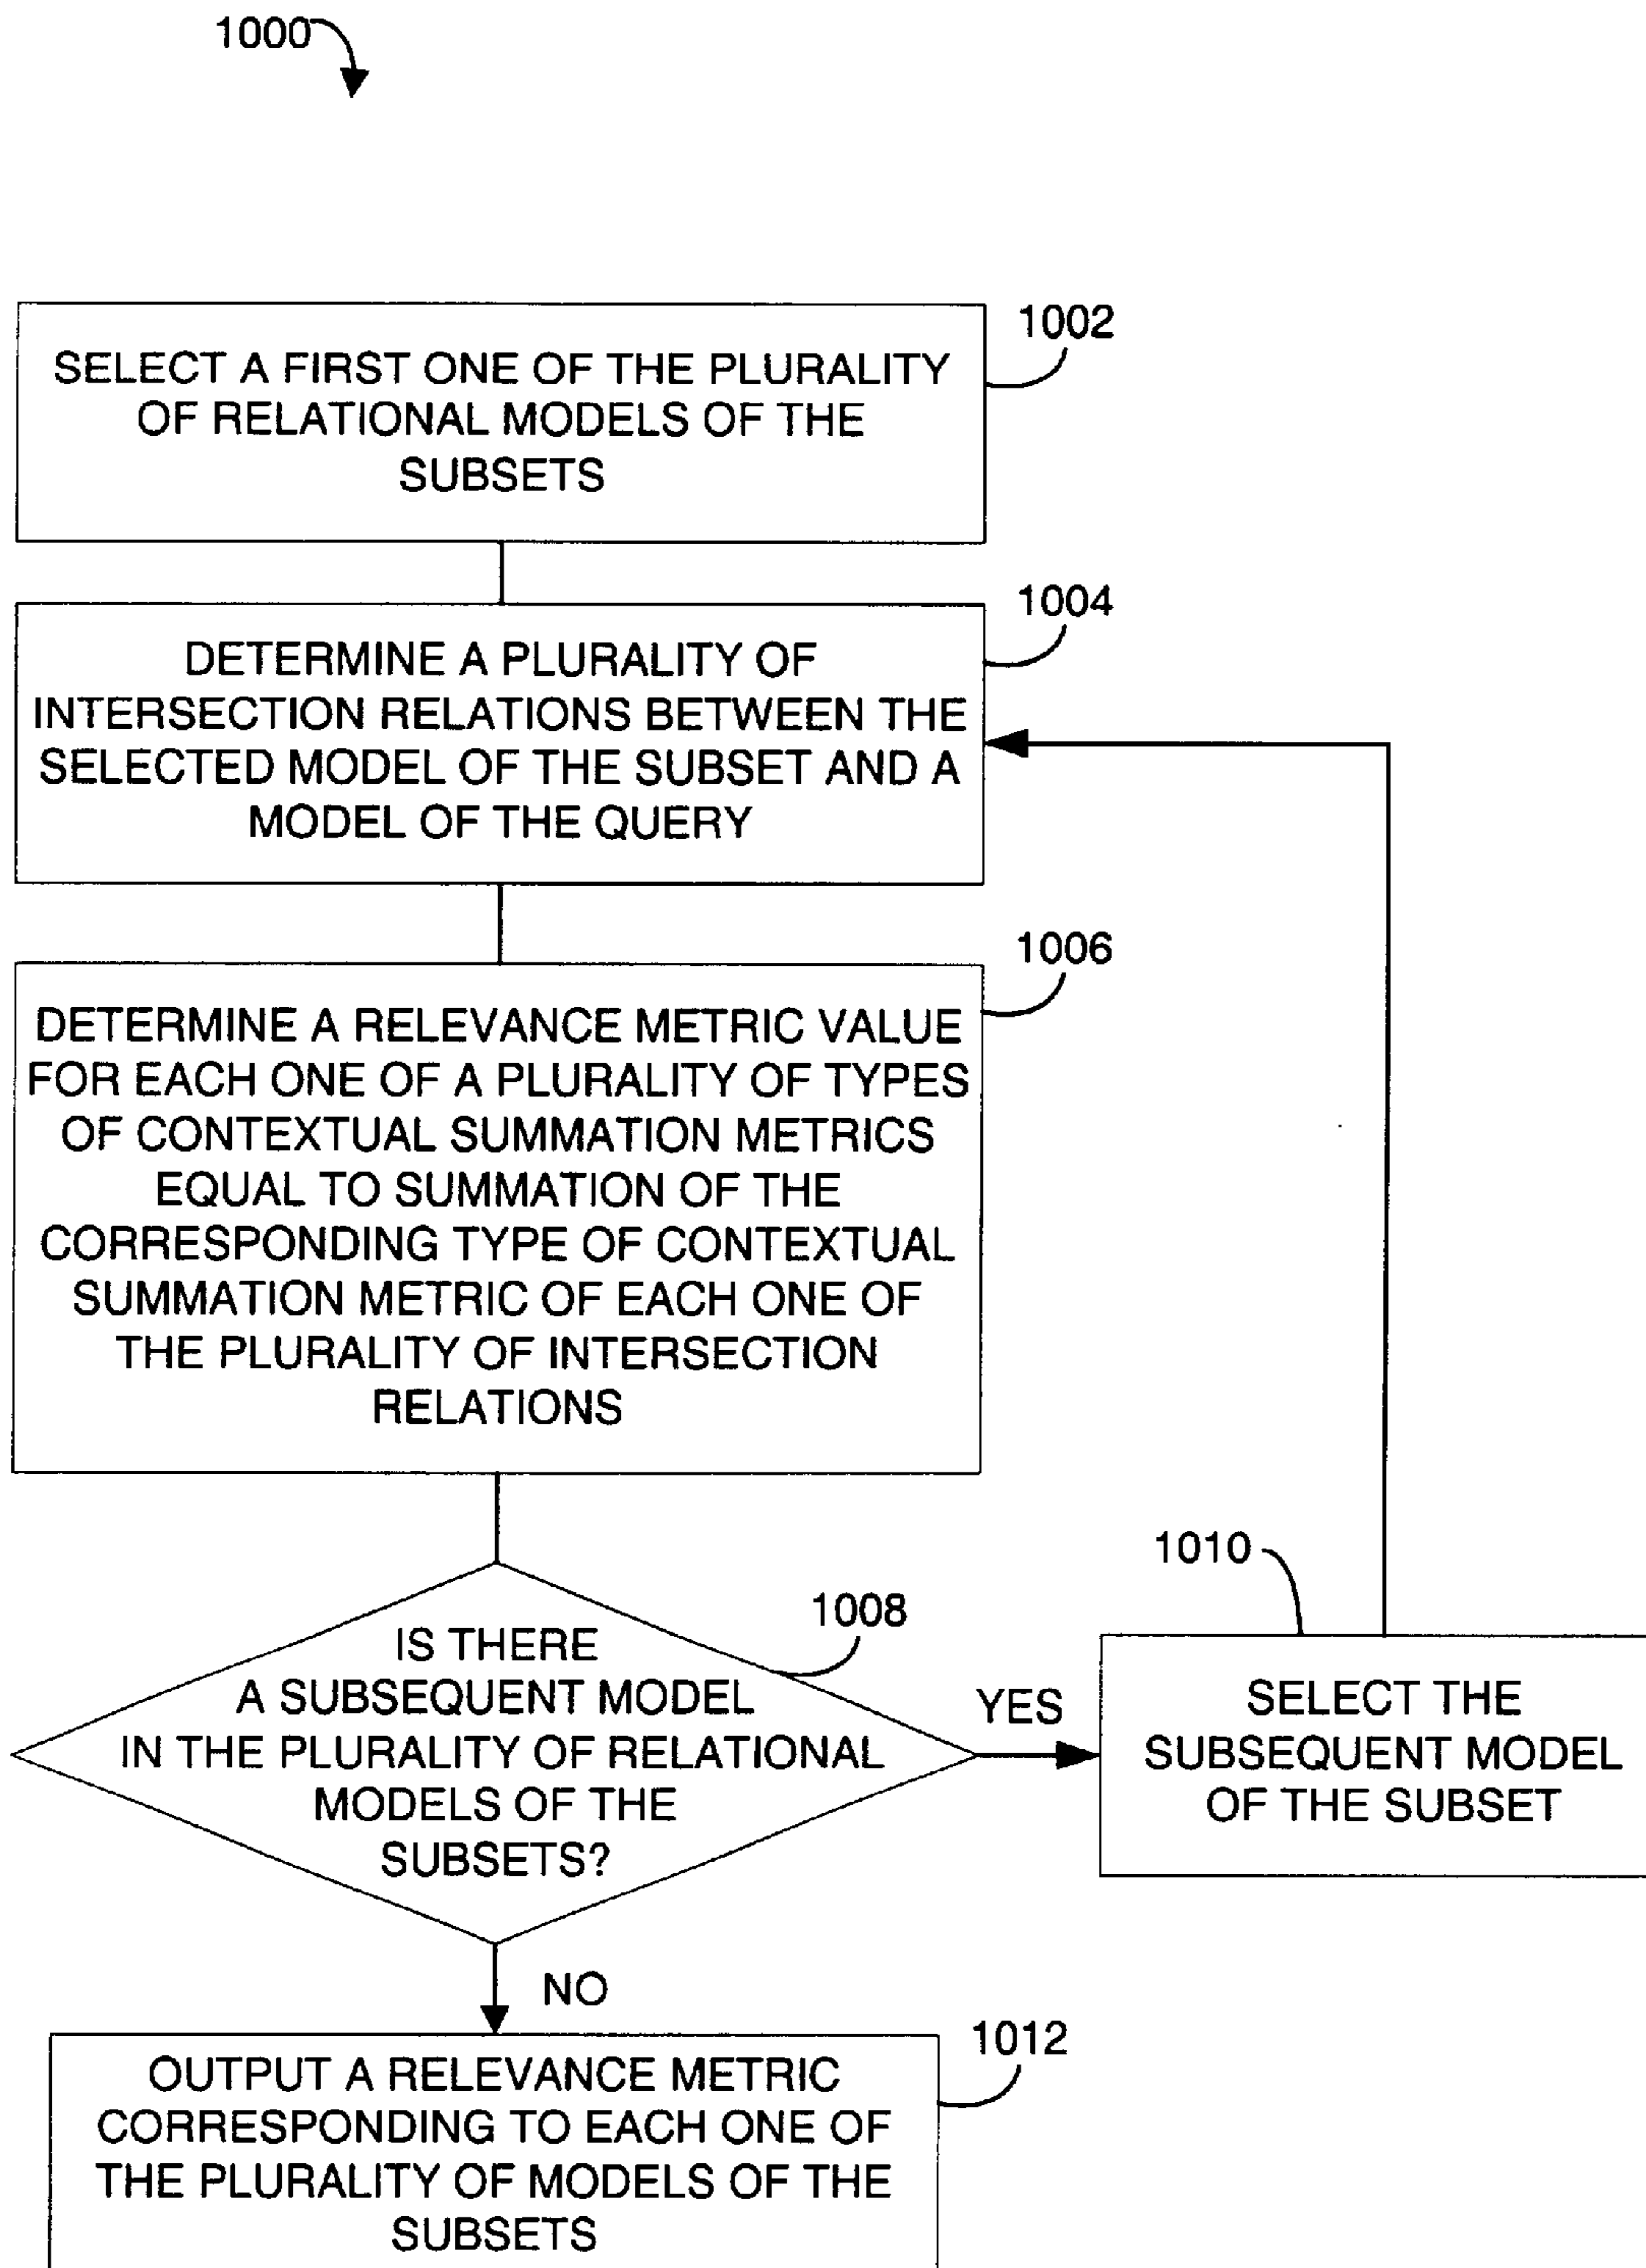 1000
1002
SELECT A FIRST ONE OF THE PLURALITY
OF RELATIONAL MODELS OF THE
SUBSETS
1004
DETERMINE A PLURALITY OF
INTERSECTION RELATIONS BETWEEN THE
SELECTED MODEL OF THE SUBSET AND A
MODEL OF THE QUERY
1006
DETERMINE A RELEVANCE METRIC VALUE
FOR EACH ONE OF A PLURALITY OF TYPES
OF CONTEXTUAL SUMMATION METRICS
EQUAL TO SUMMATION OF THE
CORRESPONDING TYPE OF CONTEXTUAL
SUMMATION METRIC OF EACH ONE OF
THE PLURALITY OF INTERSECTION
RELATIONS
1008
IS THERE
A SUBSEQUENT MODEL
IN THE PLURALITY OF RELATIONAL
MODELS OF THE
SUBSETS?
YES
1010
SELECT THE
SUBSEQUENT MODEL
OF THE SUBSET
NO
1012
OUTPUT A RELEVANCE METRIC
CORRESPONDING TO EACH ONE OF
THE PLURALITY OF MODELS OF THE
SUBSETS